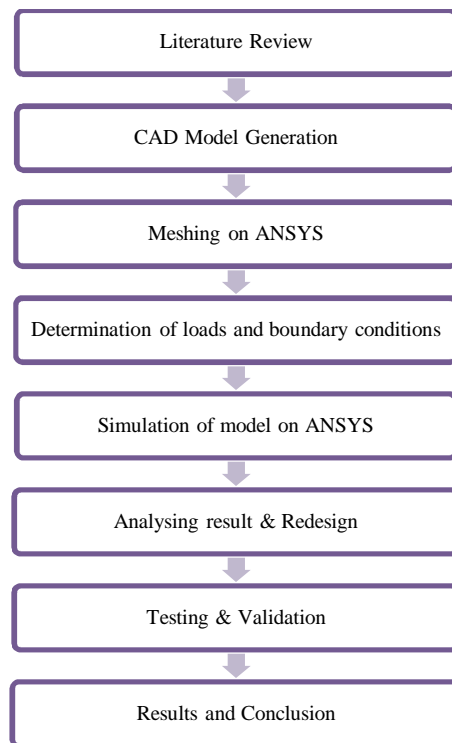 Literature Review
CAD Model Generation
Meshing on ANSYS
Determination of loads and boundary conditions
Simulation of model on ANSYS
Analysing result & Redesign
Testing & Validation
Results and Conclusion